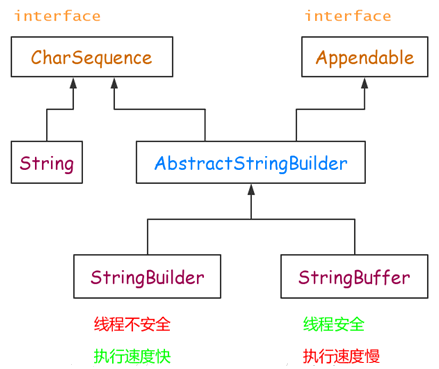 interface
interface
CharSequence
Appendable
String
AbstractStringBuilder
StringBuilder
StringBuffer
线程不安全
线程安全
执行速度快
执行速度慢